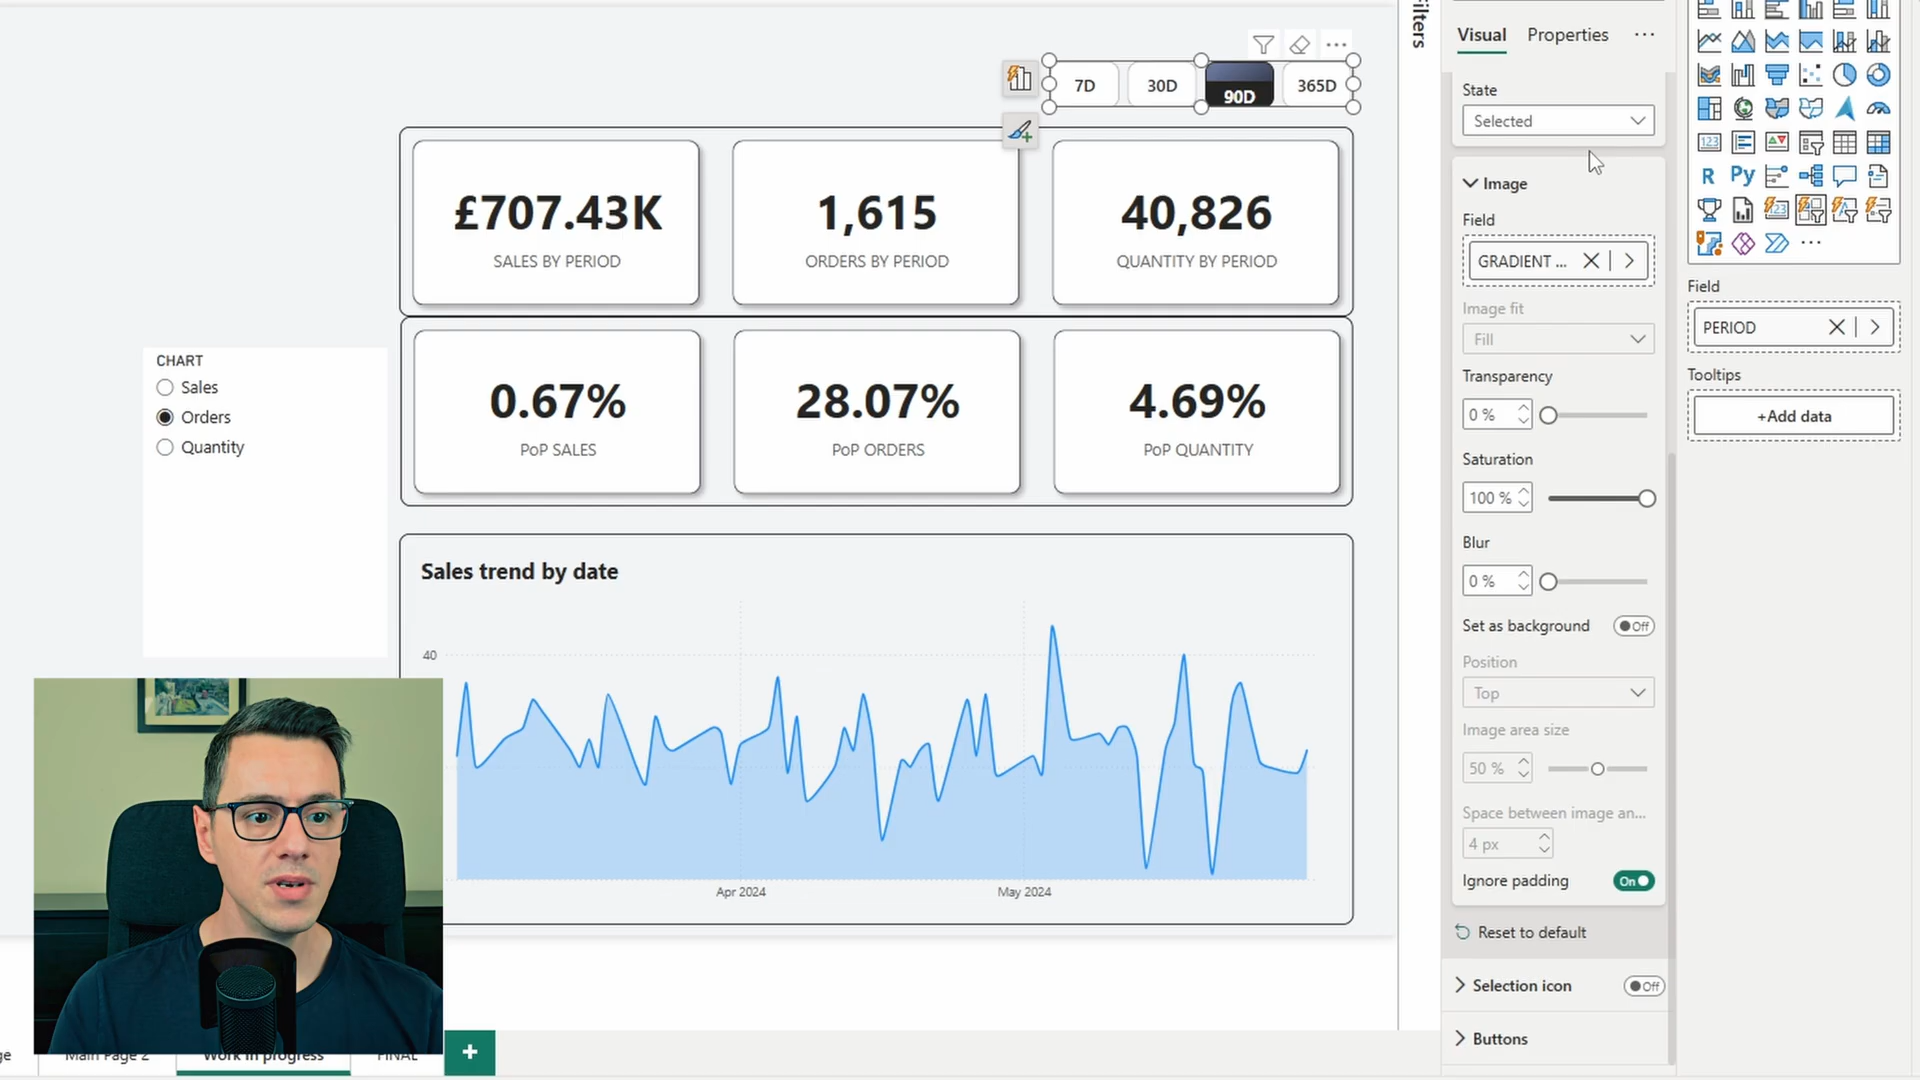 7D
30D
90D
365D
£707.43K
SALES BY PERIOD
1,615
ORDERS BY PERIOD
40,826
QUANTITY BY PERIOD
0.67%
PoP SALES
28.07%
PoP ORDERS
4.69%
PoP QUANTITY
CHART
Sales
Orders
Quantity
Sales trend by date
40
Apr 2024
May 2024
Main Page 2
Work in progress
FINAL
+
Filters
Visual
Properties
State
Selected
Image
Field
GRADIENT ...
Image fit
Fill
Transparency
0 %
Saturation
100 %
Blur
0 %
Set as background
Off
Position
Top
Image area size
50 %
Space between image an...
4 px
Ignore padding
On
Reset to default
Selection icon
Off
Buttons
123
R
Py
123
Field
PERIOD
Tooltips
+Add data